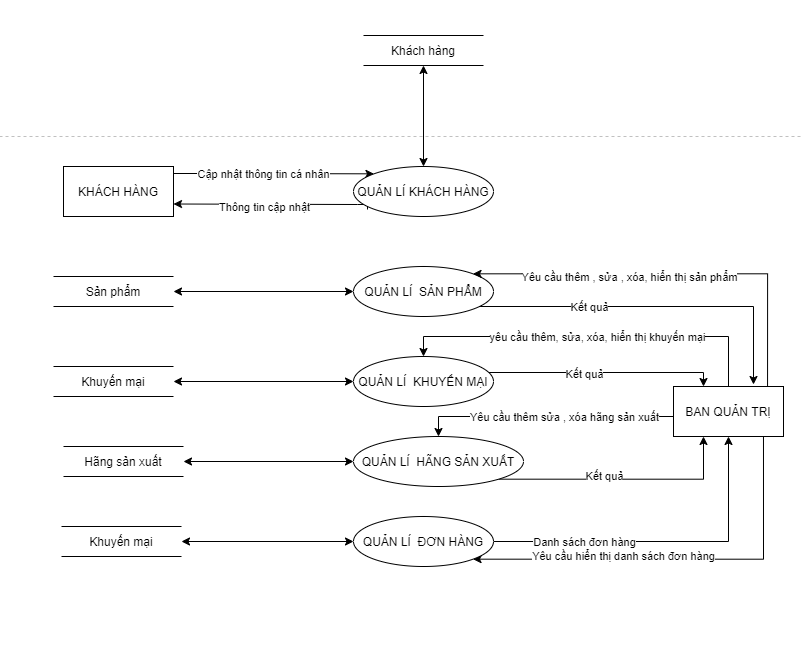 Khách hàng
KHÁCH HÀNG
Cập nhật thông tin cá nhân
QUẢN LÍ KHÁCH HÀNG
Thông tin cập nhật
Sản phẩm
QUẢN LÍ SẢN PHẨM
Yêu cầu thêm , sửa , xóa, hiển thị sản phẩm
Kết quả
yêu cầu thêm, sửa, xóa, hiển thị khuyến mại
Khuyến mại
QUẢN LÍ KHUYẾN MẠI
Kết quả
BAN QUẢN TRỊ
Yêu cầu thêm sửa , xóa hãng sản xuất
Hãng sản xuất
QUẢN LÍ HÃNG SẢN XUẤT
Kết quả
Khuyến mại
QUẢN LÍ ĐƠN HÀNG
Danh sách đơn hàng
Yêu cầu hiển thị danh sách đơn hàng